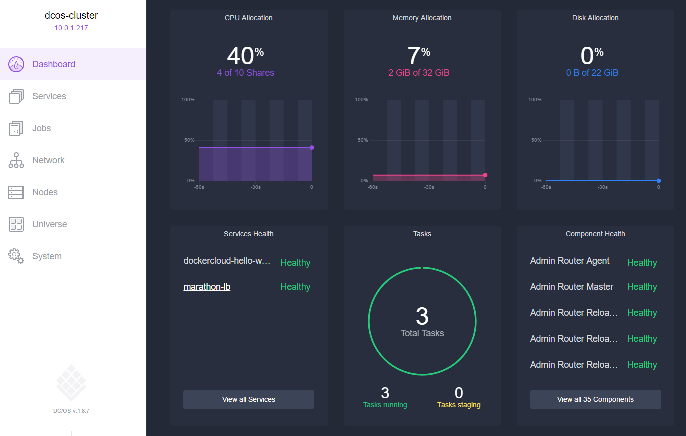 dcos-cluster
10.0.1.217
Dashboard
Services
Jobs
Network
Nodes
Universe
System
DC/OS v.1.8.7
CPU Allocation
40%
4 of 10 Shares
100%
50%
0%
-60s
-30s
0
Memory Allocation
7%
2 GiB of 32 GiB
100%
50%
0%
-60s
-30s
0
Disk Allocation
0%
0 B of 22 GiB
100%
50%
0%
-60s
-30s
0
Services Health
dockercloud-hello-w... Healthy
marathon-lb Healthy
View all Services
Tasks
3
Total Tasks
3
Tasks running
0
Tasks staging
Component Health
Admin Router Agent Healthy
Admin Router Master Healthy
Admin Router Reloa... Healthy
Admin Router Reloa... Healthy
Admin Router Reloa... Healthy
View all 35 Components